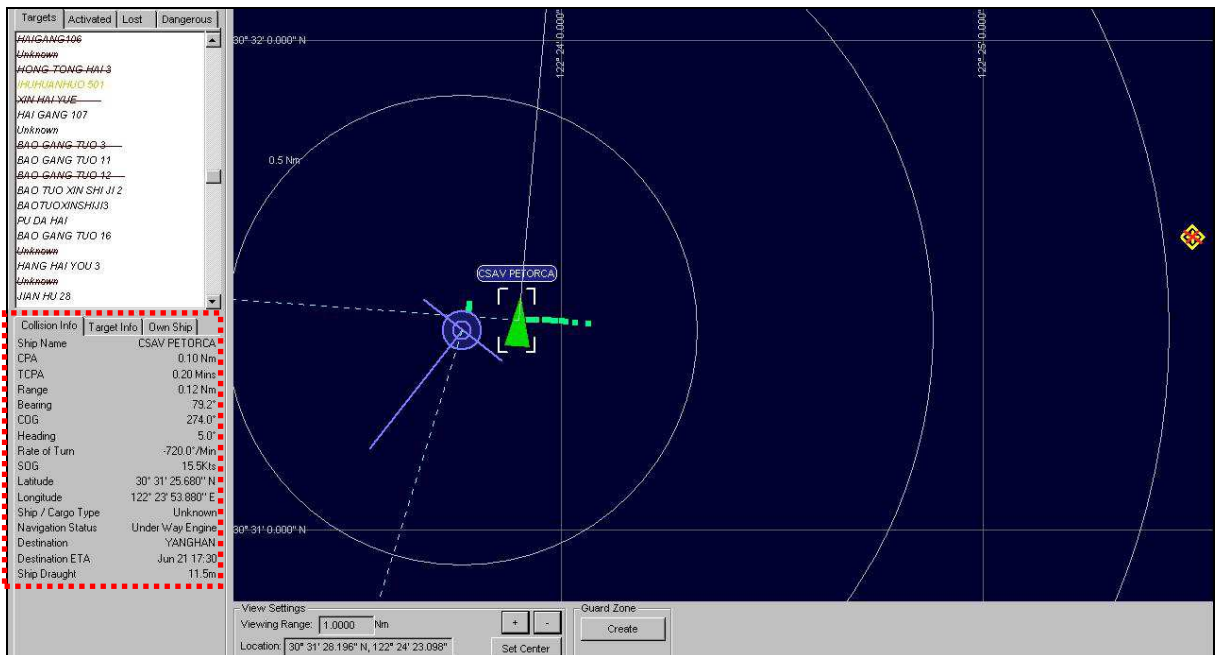 Targets Activated Lost Dangerous
HAIGANG106
Unknown
HONG TONG HAI 3
IHUHUANHUO 501
XIN HAI YUE
HAI GANG 107
Unknown
BAO GANG TUO 3
BAO GANG TUO 11
BAO GANG TUO 12
BAO TUO XIN SHI JI 2
BAOTUOXINSHIJI3
PU DA HAI
BAO GANG TUO 16
Unknown
HANG HAI YOU 3
Unknown
JIAN HU 28
Collision Info Target Info Own Ship
Ship Name CSAV PETORCA
CPA 0.10 Nm
TCPA 0.20 Mins
Range 0.12 Nm
Bearing 79.2°
COG 274.0°
Heading 5.0°
Rate of Turn -720.0°/Min
SOG 15.5Kts
Latitude 30° 31' 25.680" N
Longitude 122° 23' 53.880" E
Ship / Cargo Type Unknown
Navigation Status Under Way Engine
Destination YANGHAN
Destination ETA Jun 21 17:30
Ship Draught 11.5m
30° 32' 0.000" N
122° 24' 0.000"
122° 25' 0.000"
0.5 Nm
CSAV PETORCA
30° 31' 0.000" N
View Settings
Viewing Range: 1.0000 Nm
+ -
Location: 30° 31' 28.196" N, 122° 24' 23.098"
Set Center
Guard Zone
Create